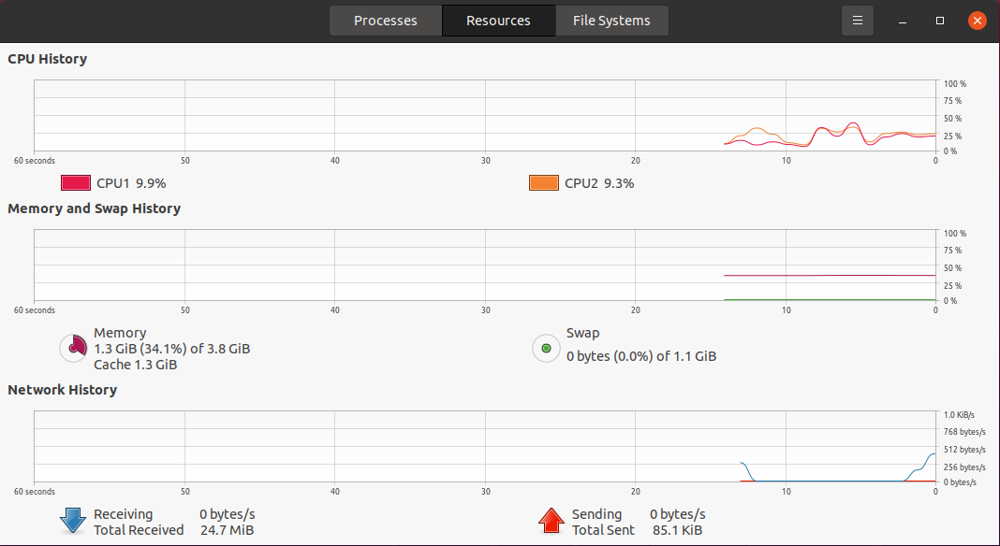 Processes Resources File Systems
CPU History
100 %
75 %
50 %
25 %
0 %
60 seconds 50 40 30 20 10 0
CPU1 9.9% CPU2 9.3%
Memory and Swap History
100 %
75 %
50 %
25 %
0 %
60 seconds 50 40 30 20 10 0
Memory
1.3 GiB (34.1%) of 3.8 GiB
Cache 1.3 GiB
Swap
0 bytes (0.0%) of 1.1 GiB
Network History
1.0 KiB/s
768 bytes/s
512 bytes/s
256 bytes/s
0 bytes/s
60 seconds 50 40 30 20 10 0
Receiving 0 bytes/s
Total Received 24.7 MiB
Sending 0 bytes/s
Total Sent 85.1 KiB